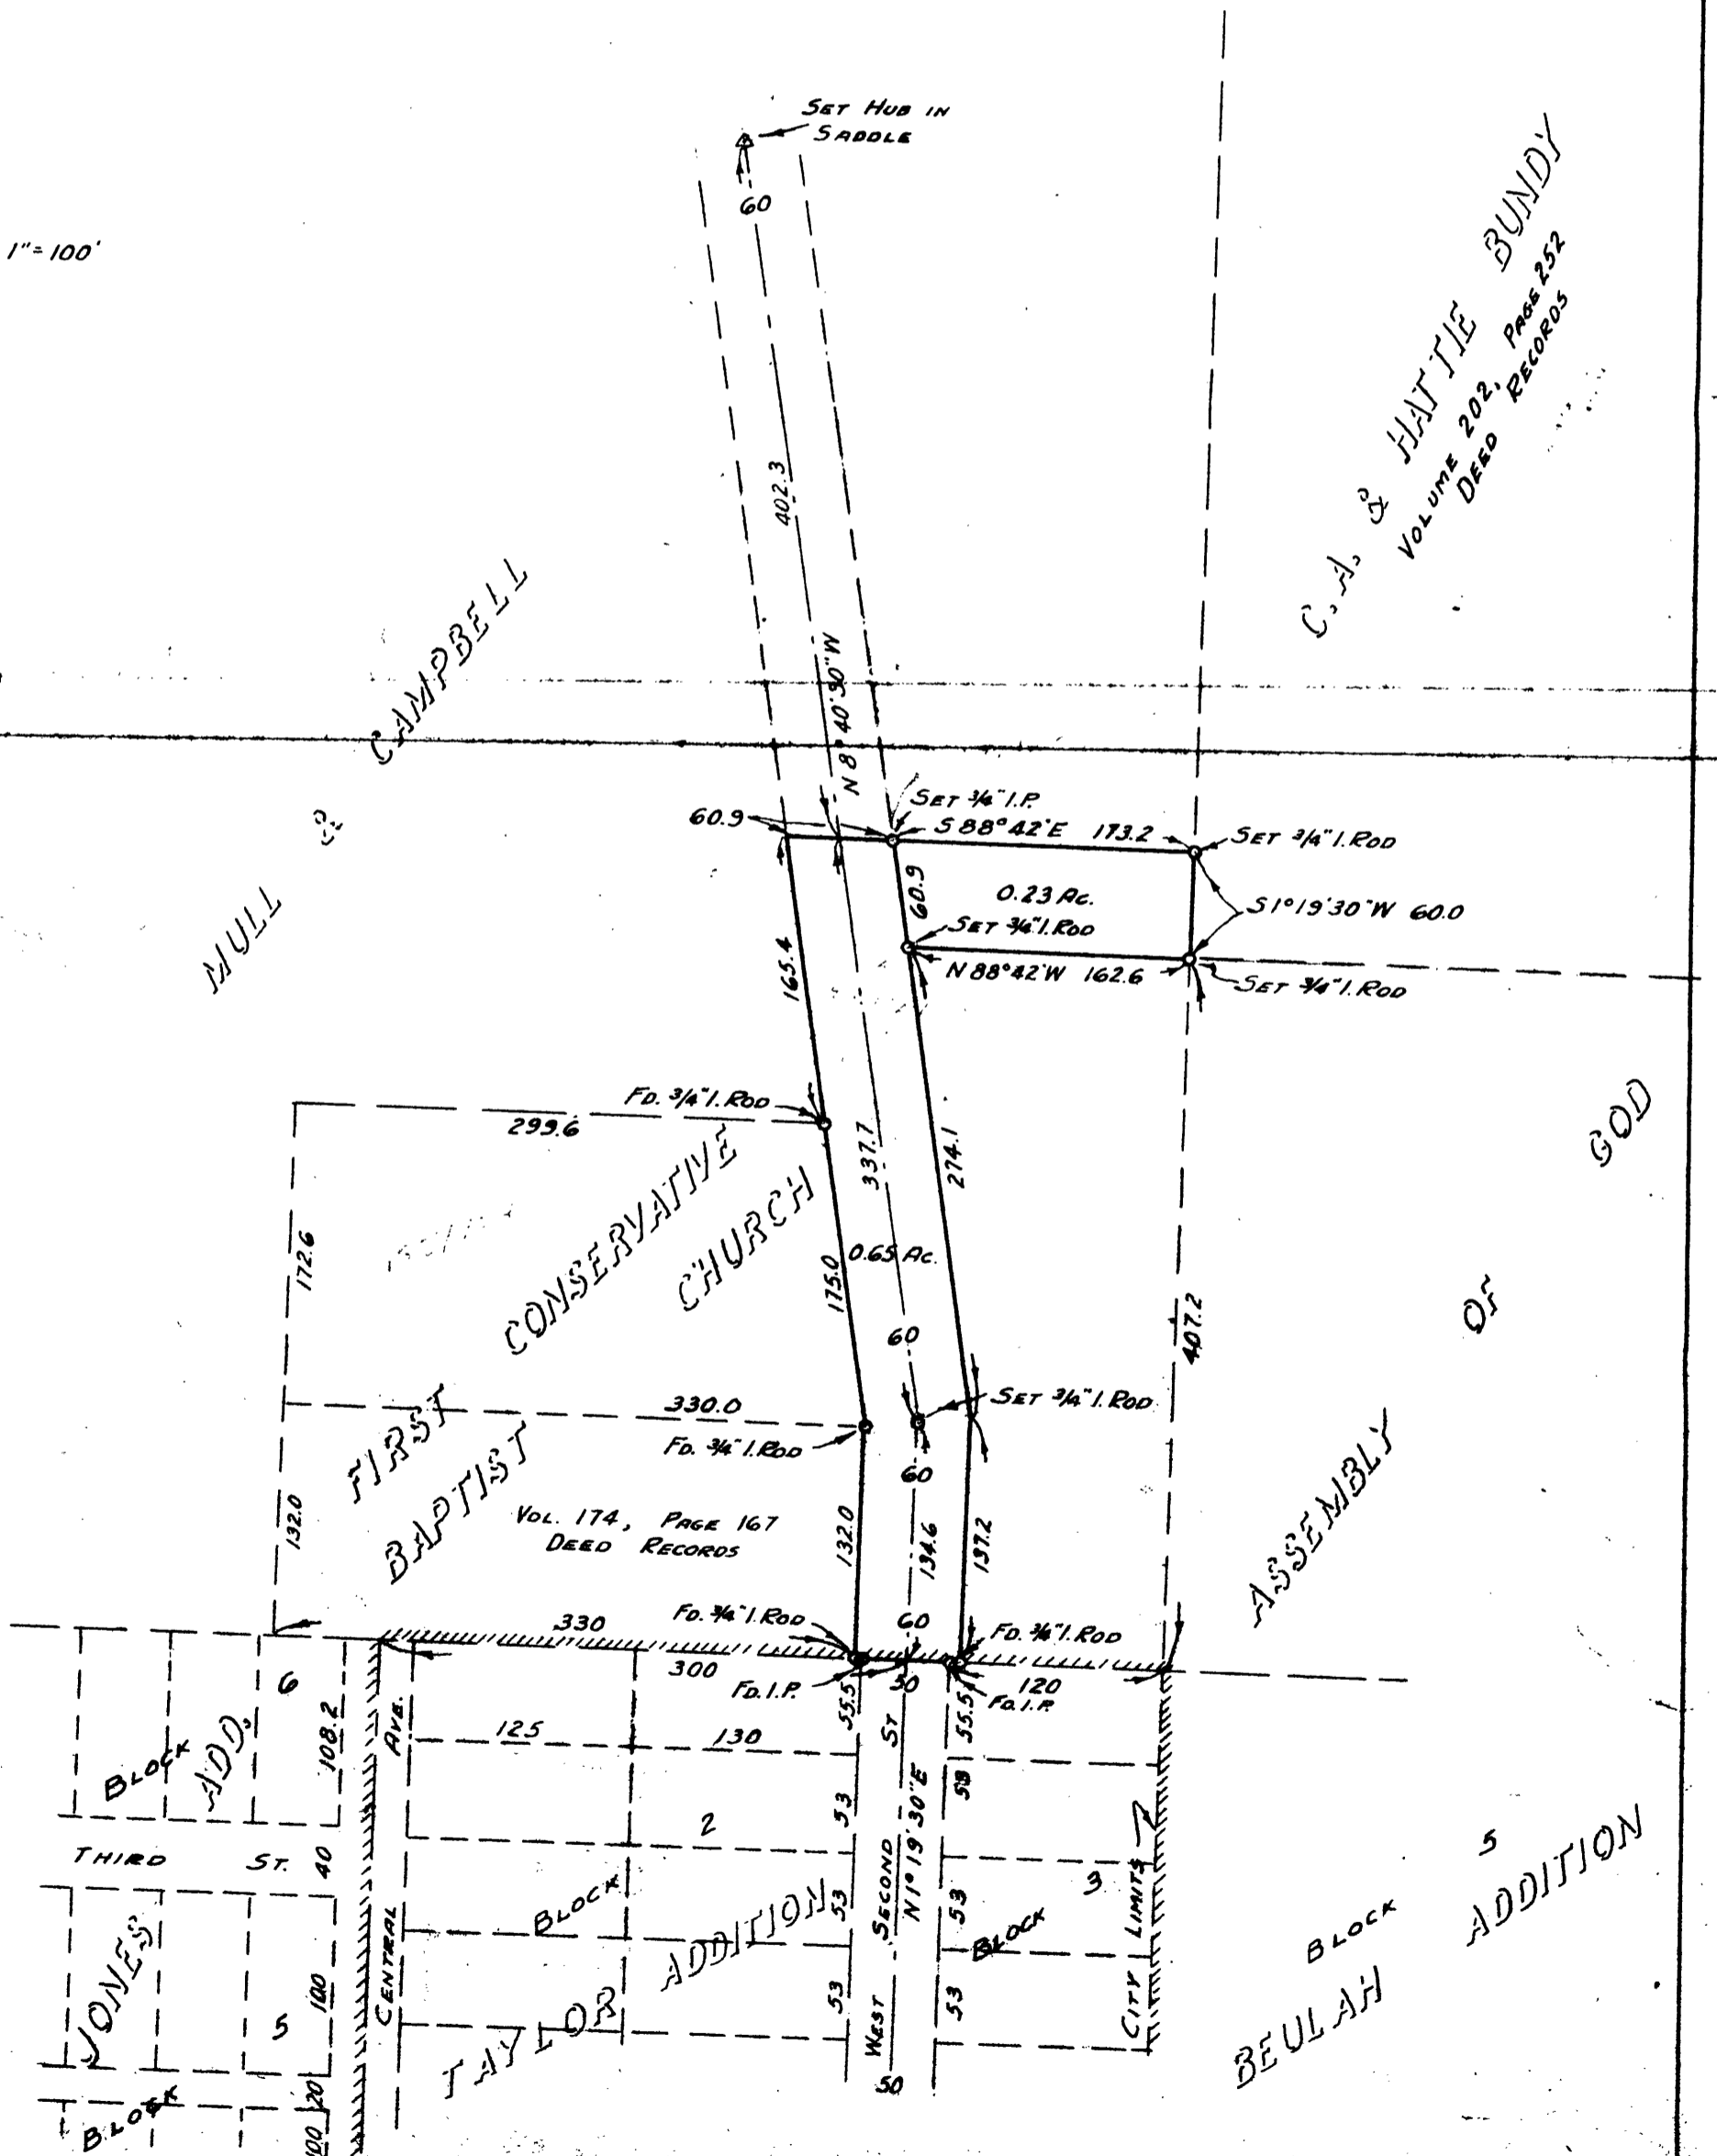 SET HUB IN
SADDLE
60
1"=100'
C. A. & HATTIE BUNDY
VOLUME 202, PAGE 252
DEED RECORDS
402.3
N 8°40'30"W
HULL & CAMPBELL
SET 3/4" I.P.
60.9
S 88°42'E 173.2
SET 3/4" I. ROD
60.9
0.23 AC.
S 1°19'30"W 60.0
SET 3/4" I. ROD
N 88°42'W 162.6
SET 3/4" I. ROD
165.4
FD. 3/4" I. ROD
299.6
337.7
274.1
172.6
CONSERVATIVE
CHURCH
175.0
0.65 AC.
60
407.2
330.0
SET 3/4" I. ROD
FD. 3/4" I. ROD
60
FIRST
BAPTIST
132.0
VOL. 174, PAGE 167
DEED RECORDS
132.0
134.6
137.2
ASSEMBLY OF GOD
330
FD. 3/4" I. ROD
60
FD. 3/4" I. ROD
300
FD. I.P.
50
120
FD. I.P.
55.5
55.5
6
108.2
125
130
BLOCK
ADD.
53
53
2
THIRD ST.
40
CENTRAL AVE.
BLOCK
53
53
3
BLOCK
WEST SECOND ST
N 1°19'30"E
CITY LIMITS
5
BLOCK
BEULAH ADDITION
JONES
100
5
53
53
TAYLOR ADDITION
50
20
BLOCK
100